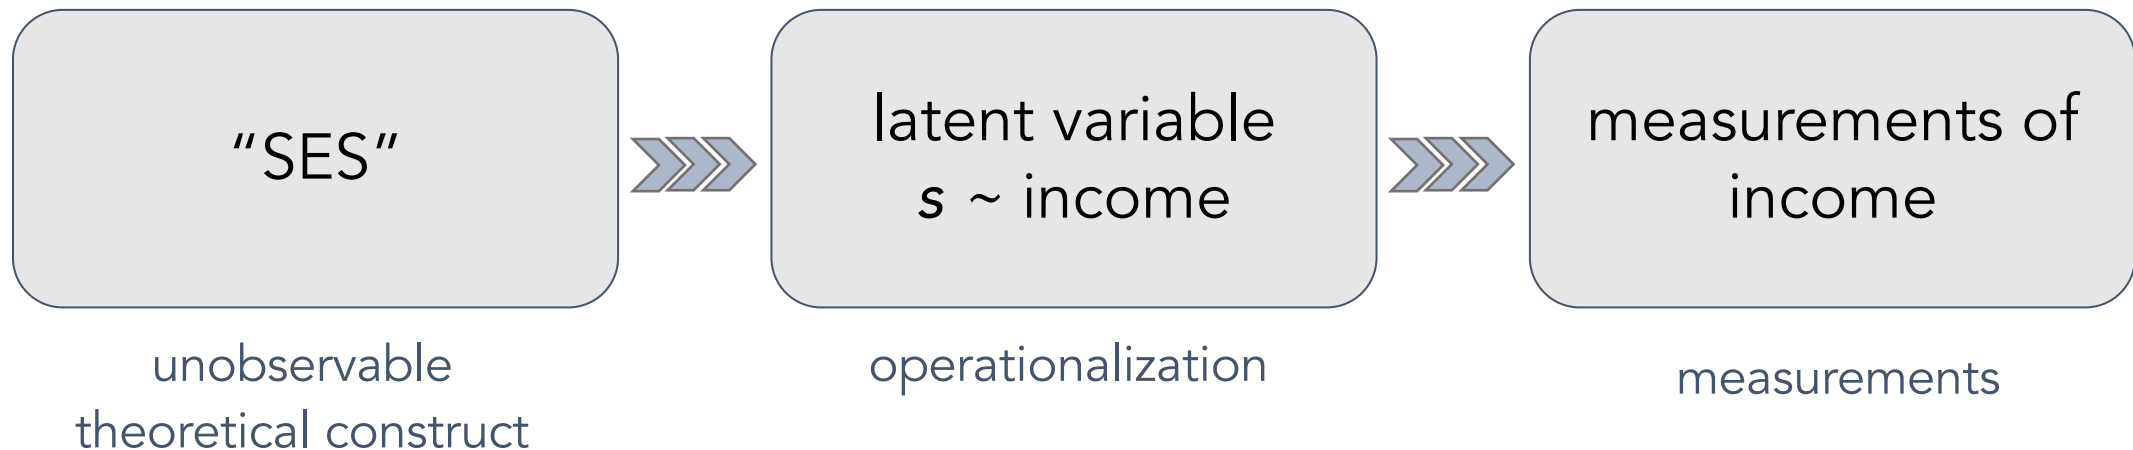 “SES”
latent variable
s ~ income
measurements of
income
unobservable
theoretical construct
operationalization
measurements